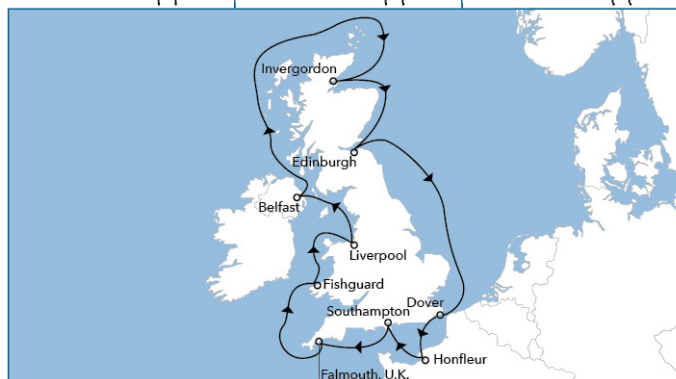 Invergordon
Edinburgh
Belfast
Liverpool
Fishguard
Dover
Southampton
Honfleur
Falmouth, U.K.